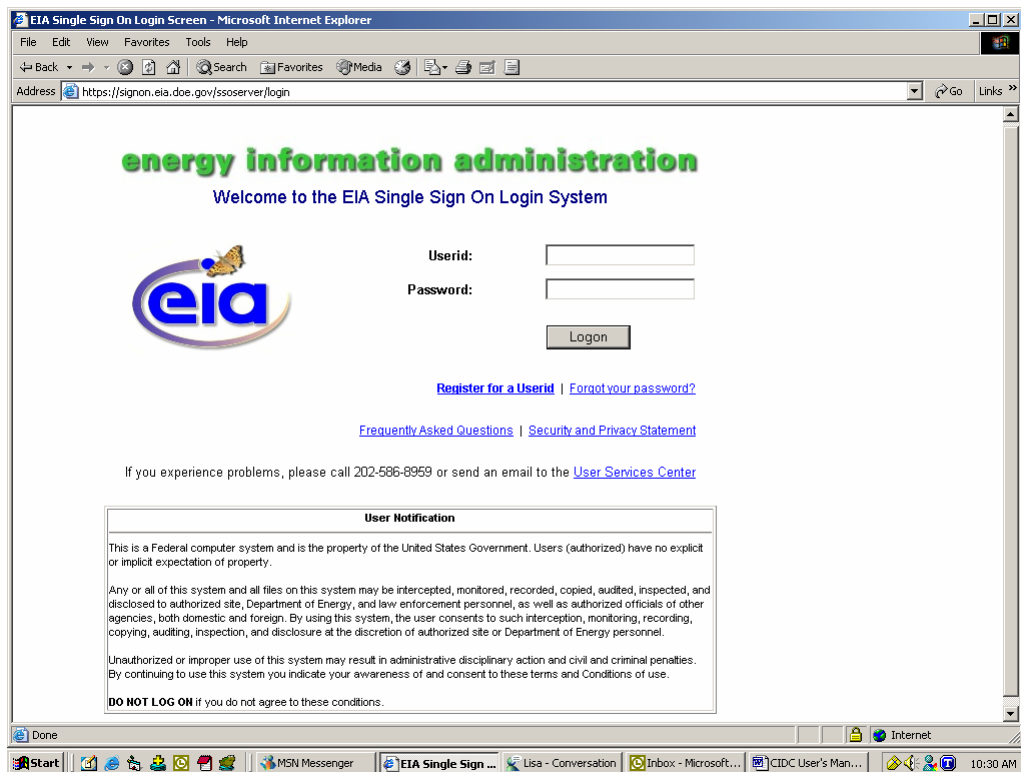 EIA Single Sign On Login Screen - Microsoft Internet Explorer
File Edit View Favorites Tools Help
Back Search Favorites Media
Address https://signon.eia.doe.gov/ssoserver/login Go Links »
energy information administration
Welcome to the EIA Single Sign On Login System
eia
Userid:
Password:
Logon
Register for a Userid | Forgot your password?
Frequently Asked Questions | Security and Privacy Statement
If you experience problems, please call 202-586-8959 or send an email to the User Services Center
User Notification
This is a Federal computer system and is the property of the United States Government. Users (authorized) have no explicit
or implicit expectation of property.
Any or all of this system and all files on this system may be intercepted, monitored, recorded, copied, audited, inspected, and
disclosed to authorized site, Department of Energy, and law enforcement personnel, as well as authorized officials of other
agencies, both domestic and foreign. By using this system, the user consents to such interception, monitoring, recording,
copying, auditing, inspection, and disclosure at the discretion of authorized site or Department of Energy personnel.
Unauthorized or improper use of this system may result in administrative disciplinary action and civil and criminal penalties.
By continuing to use this system you indicate your awareness of and consent to these terms and Conditions of use.
DO NOT LOG ON if you do not agree to these conditions.
Done Internet
Start MSN Messenger EIA Single Sign ... Lisa - Conversation Inbox - Microsoft... CIDC User's Man... 10:30 AM